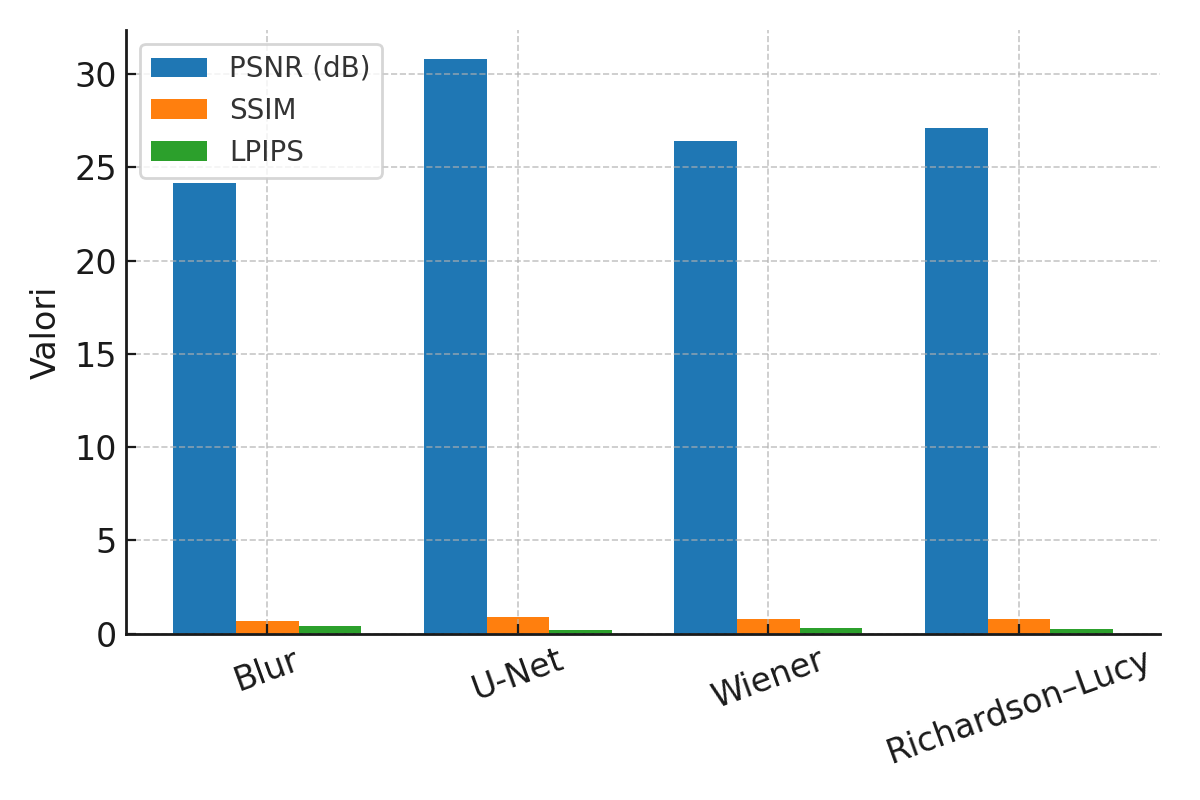 PSNR (dB)
SSIM
LPIPS
Valori
30
25
20
15
10
5
0
Blur
U-Net
Wiener
Richardson–Lucy